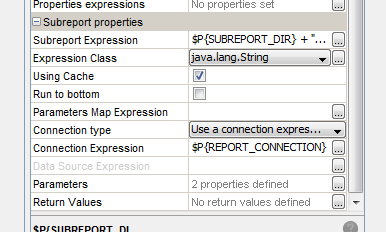 Properties expressions No properties set ...
Subreport properties
Subreport Expression $P{SUBREPORT_DIR} + "... ...
Expression Class java.lang.String ...
Using Cache
Run to bottom
Parameters Map Expression ...
Connection type Use a connection expres...
Connection Expression $P{REPORT_CONNECTION} ...
Data Source Expression ...
Parameters 2 properties defined ...
Return Values No return values defined ...